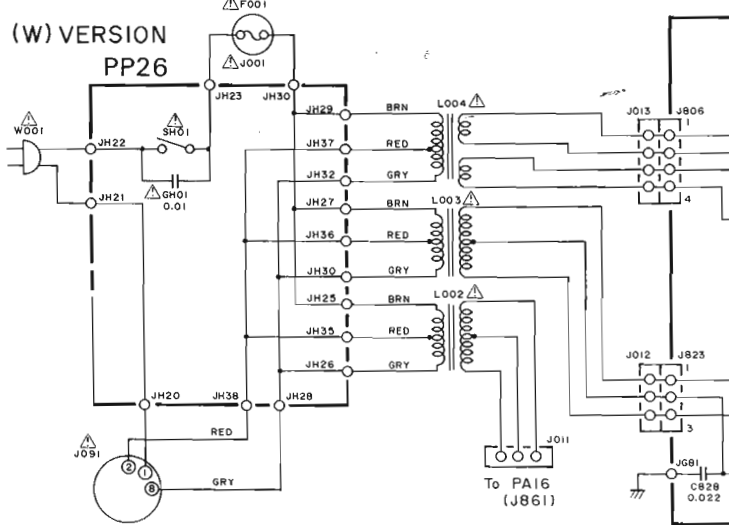 F001
(W) VERSION
PP26
J001
JH23
JH30
W001
JH22
SH01
GH01
0.01
JH21
JH29
BRN
L004
JH37
RED
JH32
GRY
JH27
BRN
L003
JH36
RED
JH30
GRY
JH25
BRN
L002
JH35
RED
JH26
GRY
J013
J806
1
4
J012
J823
1
3
JH20
JH38
JH28
RED
J091
2
1
8
GRY
J011
To PA16
(J861)
JG81
C828
0.022